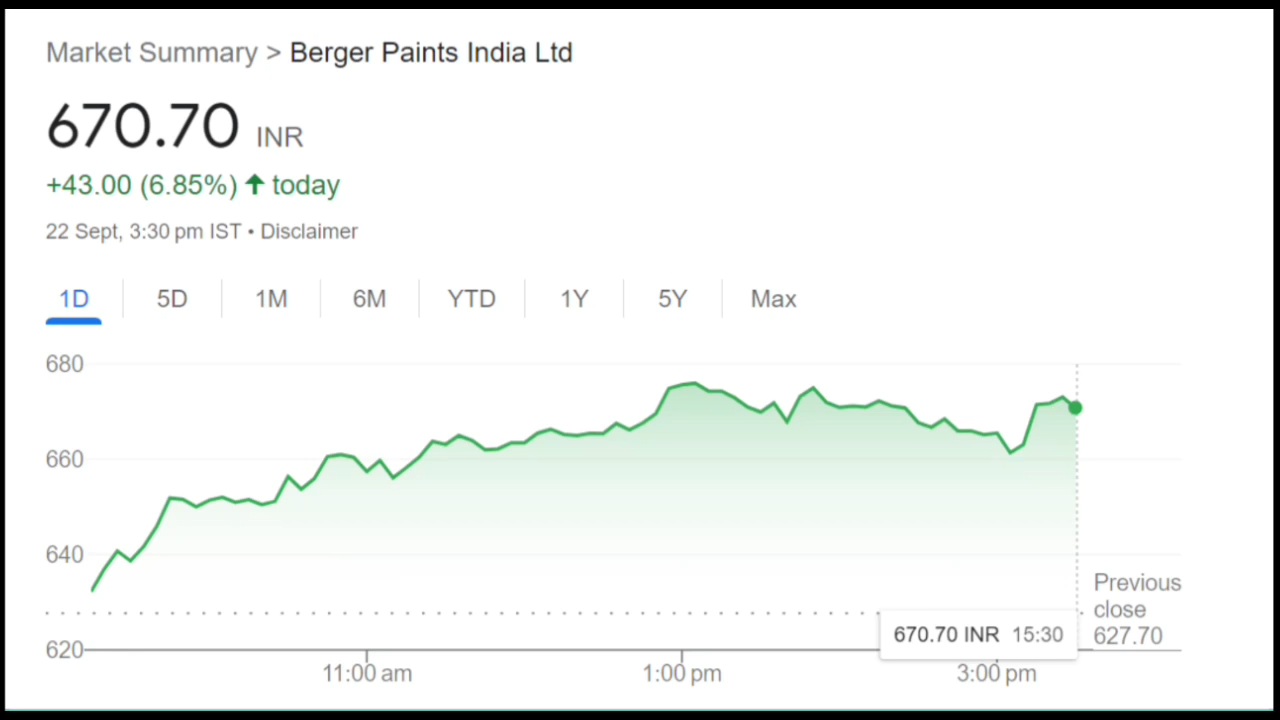 Market Summary > Berger Paints India Ltd
670.70 INR
+43.00 (6.85%) ↑ today
22 Sept, 3:30 pm IST • Disclaimer
1D 5D 1M 6M YTD 1Y 5Y Max
680
660
640
Previous
close
627.70
670.70 INR 15:30
620
11:00 am 1:00 pm 3:00 pm